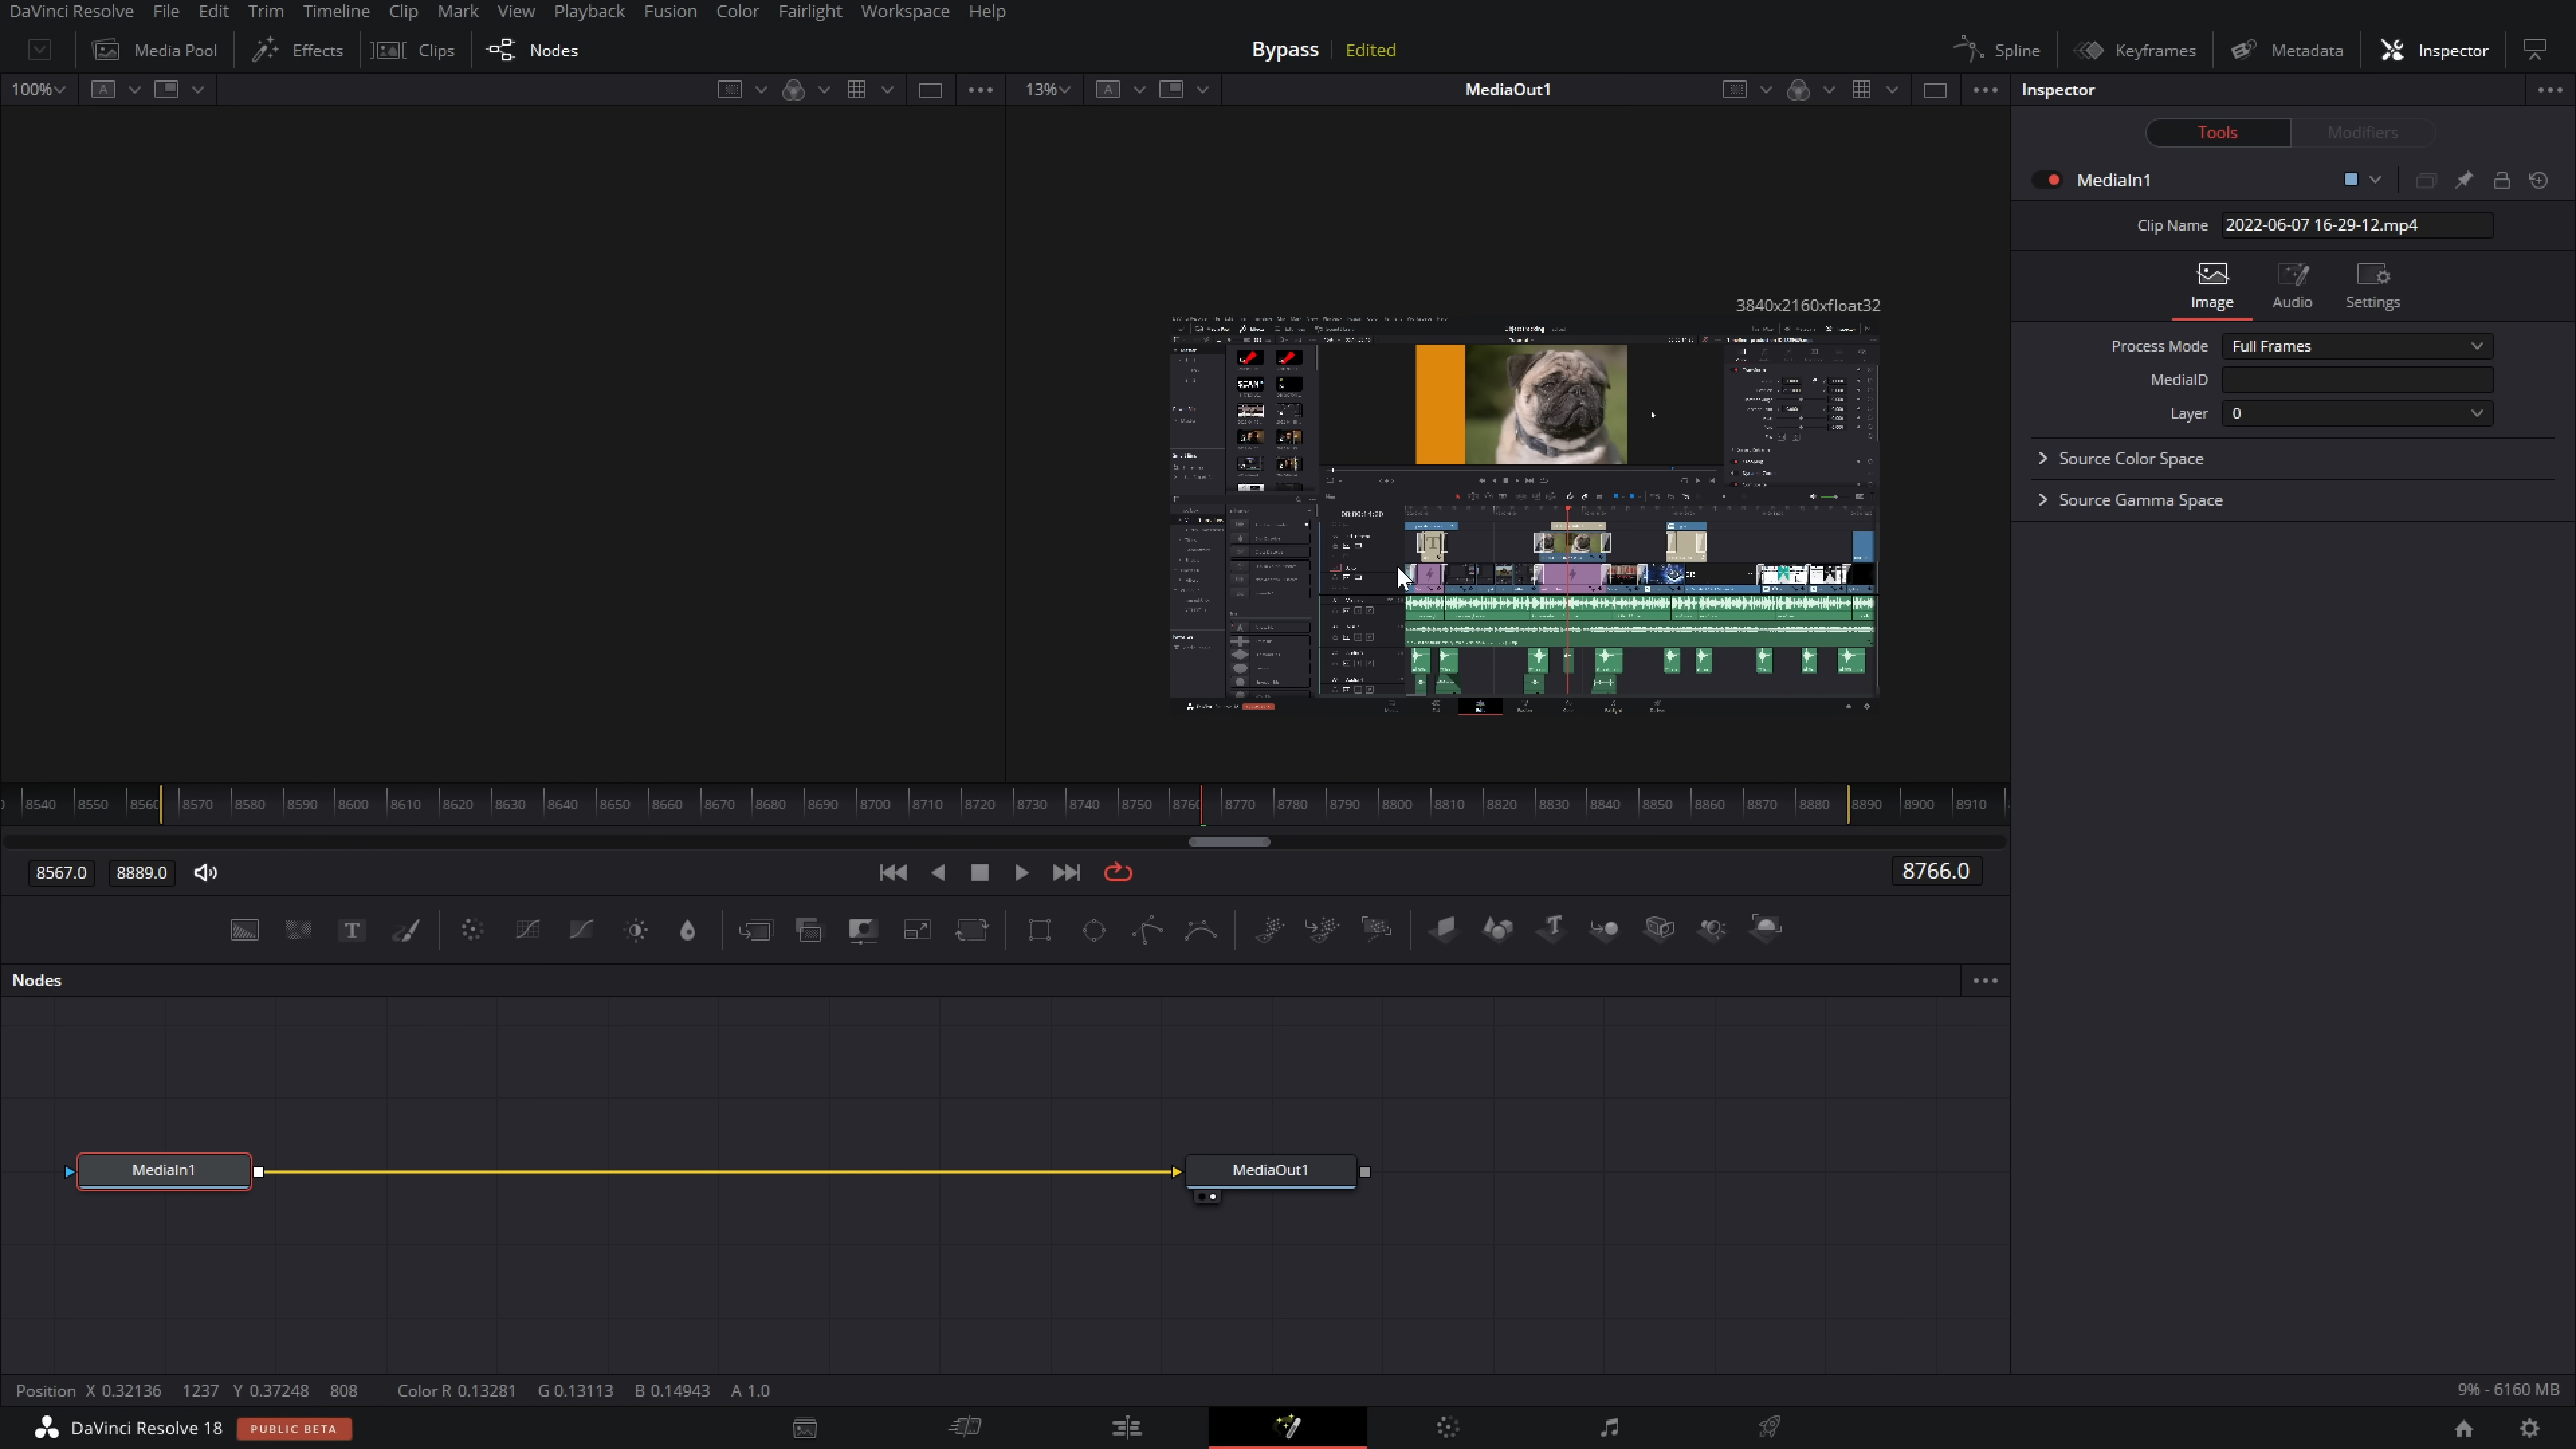 DaVinci Resolve File Edit Trim Timeline Clip Mark View Playback Fusion Color Fairlight Workspace Help
Media Pool Effects Clips Nodes Bypass Edited Spline Keyframes Metadata Inspector
100% A 13% A MediaOut1 Inspector
Tools Modifiers
MediaIn1
Clip Name 2022-06-07 16-29-12.mp4
Image Audio Settings
3840x2160xfloat32
Process Mode Full Frames
MediaID
Layer 0
Source Color Space
Source Gamma Space
8540 8550 8560 8570 8580 8590 8600 8610 8620 8630 8640 8650 8660 8670 8680 8690 8700 8710 8720 8730 8740 8750 8760 8770 8780 8790 8800 8810 8820 8830 8840 8850 8860 8870 8880 8890 8900 8910
8567.0 8889.0 8766.0
T T
Nodes
MediaIn1 MediaOut1
Position X 0.32136 1237 Y 0.37248 808 Color R 0.13281 G 0.13113 B 0.14943 A 1.0 9% - 6160 MB
DaVinci Resolve 18 PUBLIC BETA